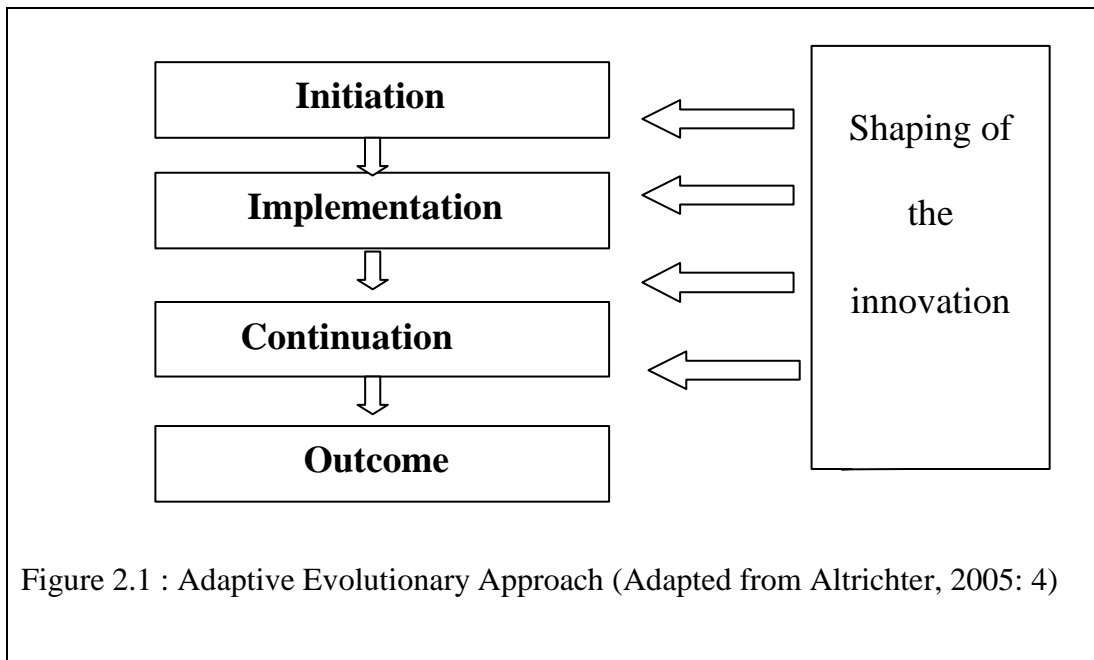 Initiation
Implementation
Continuation
Outcome
Shaping of
the
innovation
Figure 2.1 : Adaptive Evolutionary Approach (Adapted from Altrichter, 2005: 4)